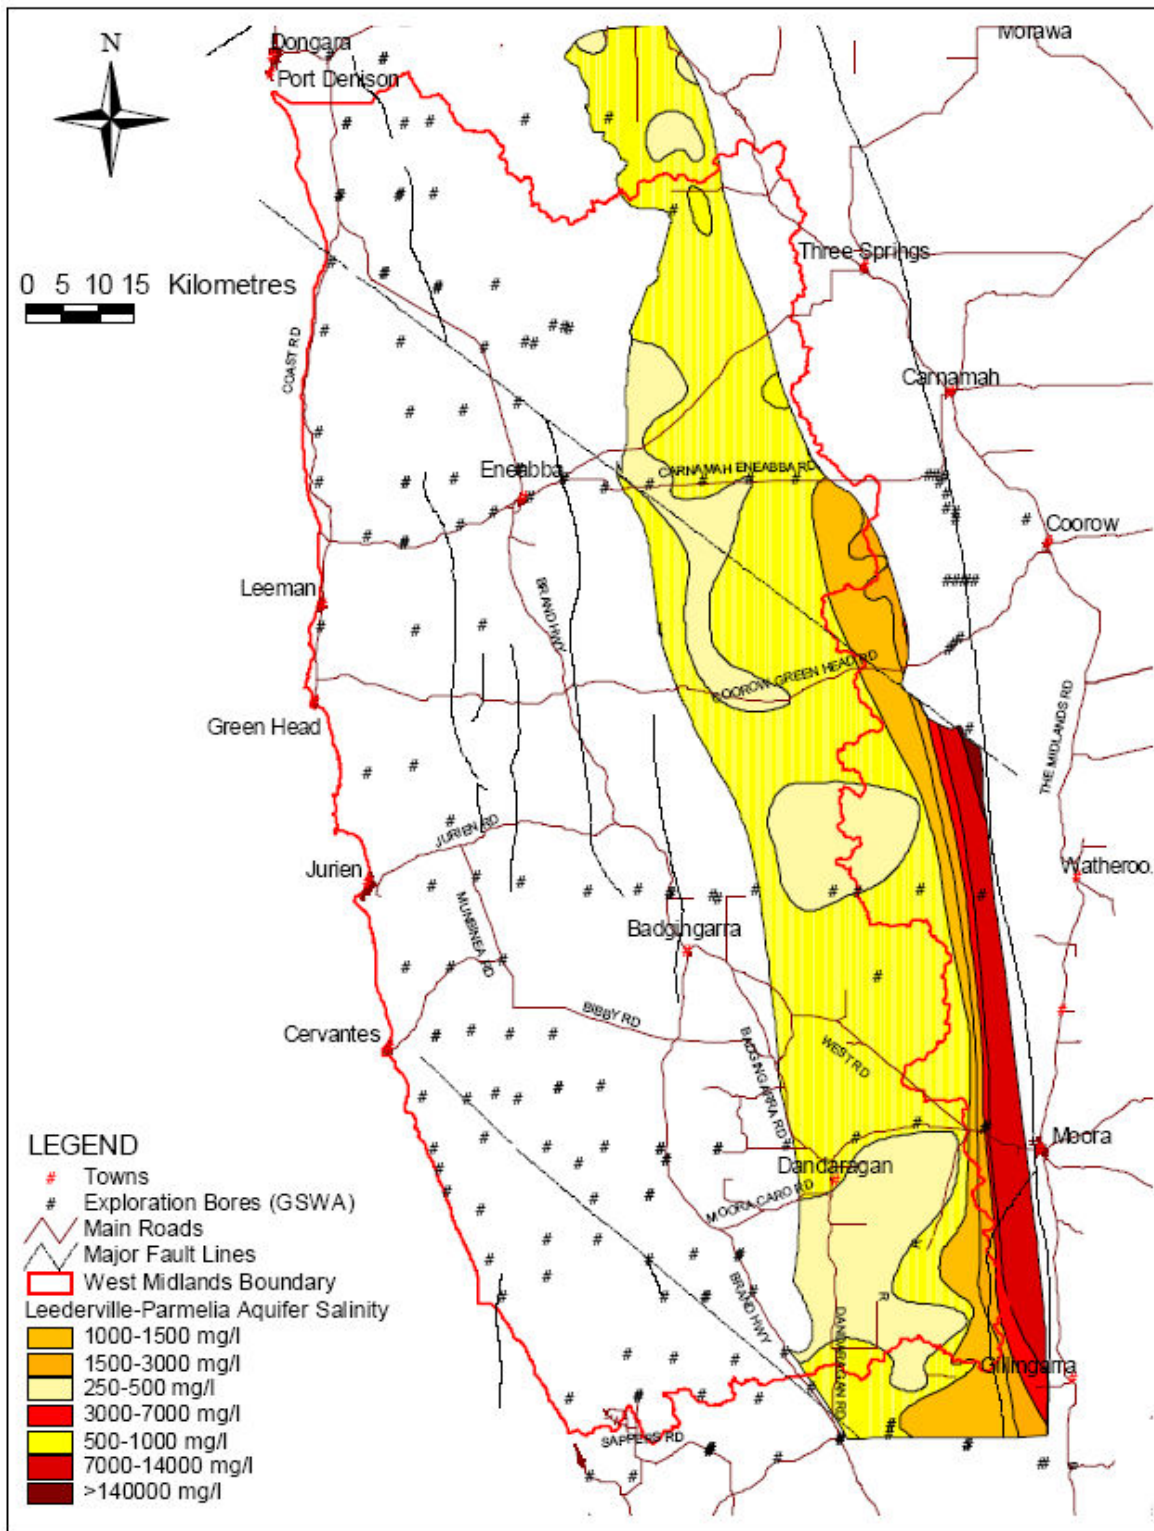 Morawa
Dongara
N
Port Denison
Three Springs
0 5 10 15 Kilometres
COAST RD
Carnamah
Eneabba
CARNAMAH ENEABBA RD
Coorow
Leeman
BRAND HWY
COOROW GREEN HEAD RD
Green Head
THE MIDLANDS RD
JURIEN RD
Jurien
Watheroo
MUNBINEA RD
Badgingarra
BIBBY RD
Cervantes
BADGINGARRA RD
WEST RD
LEGEND
Moora
# Towns
Dandaragan
# Exploration Bores (GSWA)
MOORA CARO RD
Main Roads
Major Fault Lines
West Midlands Boundary
BRAND HWY
Leederville-Parmelia Aquifer Salinity
DANDARAGAN RD
1000-1500 mg/l
1500-3000 mg/l
Gillingarra
250-500 mg/l
3000-7000 mg/l
500-1000 mg/l
SAPPERS RD
7000-14000 mg/l
>140000 mg/l